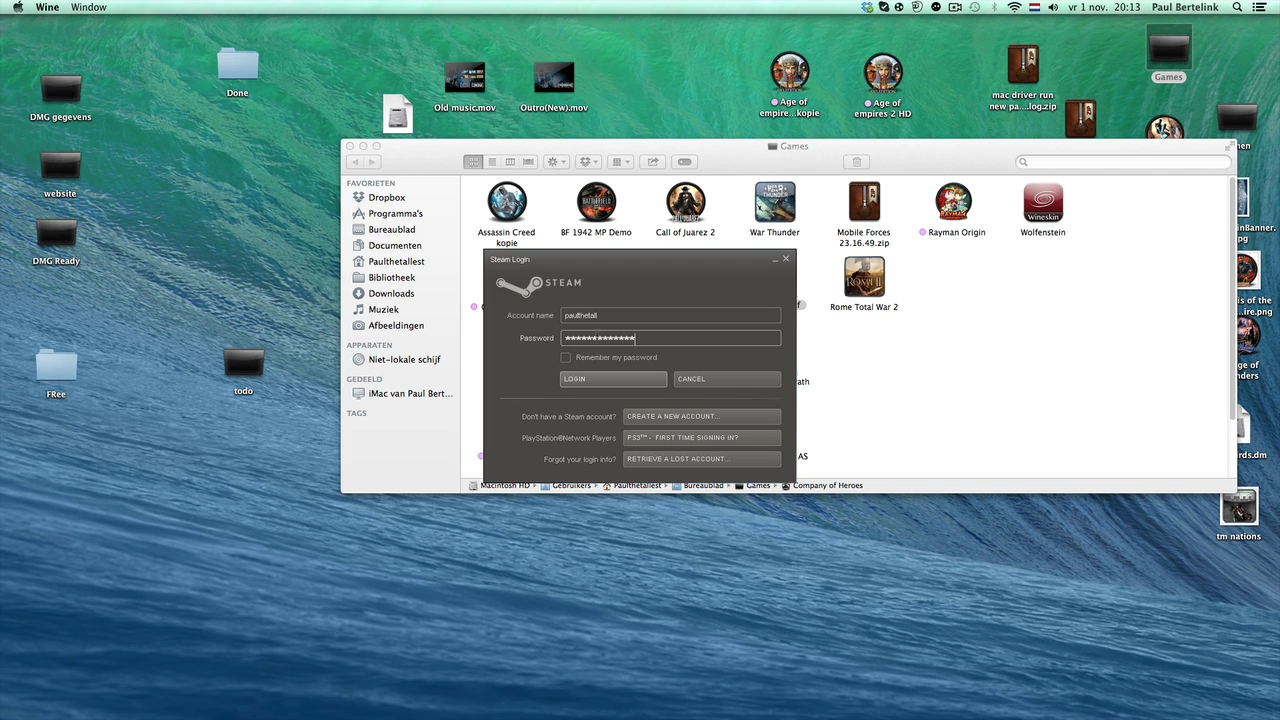 Wine Window
vr 1 nov. 20:13 Paul Bertelink
Done
DMG gegevens
Old music.mov
Outro(New).mov
Age of
empire...kopie
Age of
empires 2 HD
mac driver run
new pa....log.zip
Games
website
DMG Ready
FRee
todo
Games
FAVORIETEN
Dropbox
Programma's
Bureaublad
Documenten
Paulthetallest
Bibliotheek
Downloads
Muziek
Afbeeldingen
APPARATEN
Niet-lokale schijf
GEDEELD
iMac van Paul Bert...
TAGS
Assassin Creed
kopie
BF 1942 MP Demo
Call of Juarez 2
War Thunder
Mobile Forces
23.16.49.zip
Rayman Origin
Wineskin
Wolfenstein
Rome Total War 2
Steam Login
STEAM
Account name
paulthetall
Password
*************
Remember my password
LOGIN
CANCEL
Don't have a Steam account?
CREATE A NEW ACCOUNT...
PlayStation®Network Players
PS3™ - FIRST TIME SIGNING IN?
Forgot your login info?
RETRIEVE A LOST ACCOUNT...
AS
Macintosh HD
Gebruikers
Paulthetallest
Bureaublad
Games
Company of Heroes
tm nations